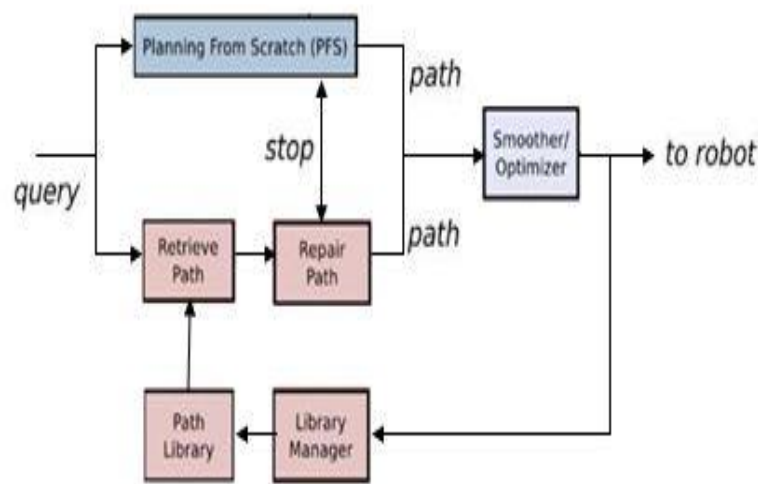 Planning From Scratch (PFS)
path
stop
Smoother/
Optimizer
to robot
query
Retrieve
Path
Repair
Path
path
Path
Library
Library
Manager